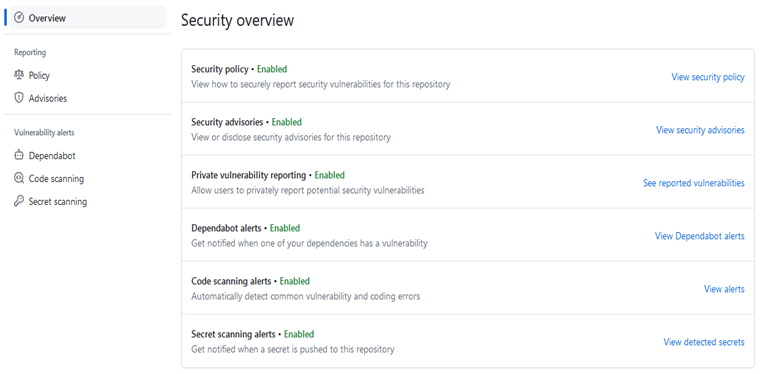 Overview
Reporting
Policy
Advisories
Vulnerability alerts
Dependabot
Code scanning
Secret scanning
Security overview
Security policy • Enabled
View how to securely report security vulnerabilities for this repository
View security policy
Security advisories • Enabled
View or disclose security advisories for this repository
View security advisories
Private vulnerability reporting • Enabled
Allow users to privately report potential security vulnerabilities
See reported vulnerabilities
Dependabot alerts • Enabled
Get notified when one of your dependencies has a vulnerability
View Dependabot alerts
Code scanning alerts • Enabled
Automatically detect common vulnerability and coding errors
View alerts
Secret scanning alerts • Enabled
Get notified when a secret is pushed to this repository
View detected secrets